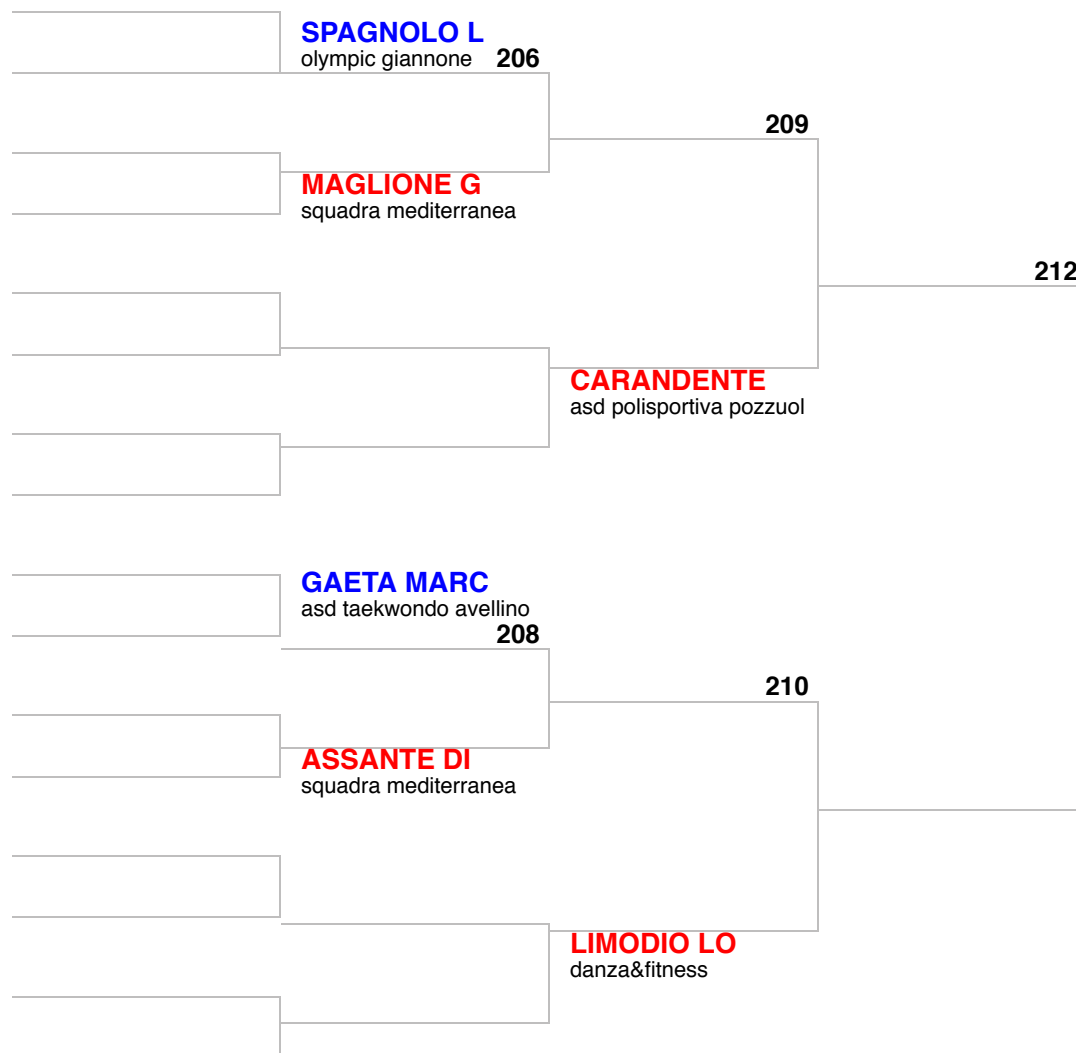 SPAGNOLO L
olympic giannone
206
209
MAGLIONE G
squadra mediterranea
212
CARANDENTE
asd polisportiva pozzuol
GAETA MARC
asd taekwondo avellino
208
210
ASSANTE DI
squadra mediterranea
LIMODIO LO
danza&fitness